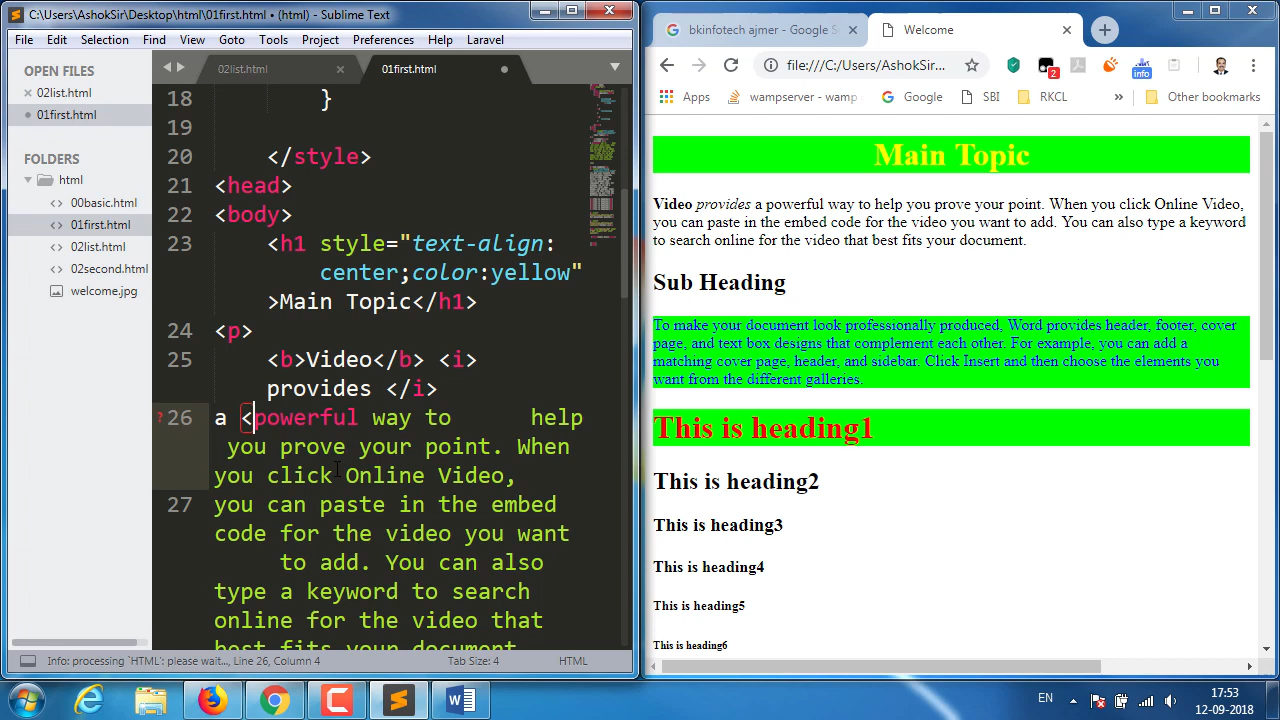 C:\Users\AshokSir\Desktop\html\01first.html • (html) - Sublime Text
File Edit Selection Find View Goto Tools Project Preferences Help Laravel
OPEN FILES
02list.html
01first.html
FOLDERS
html
00basic.html
01first.html
02list.html
02second.html
welcome.jpg
02list.html
01first.html
18 }
19
20 </style>
21 <head>
22 <body>
23 <h1 style="text-align:
center;color:yellow"
>Main Topic</h1>
24 <p>
25 <b>Video</b> <i>
provides </i>
26 a <powerful way to help
you prove your point. When
you click Online Video,
27 you can paste in the embed
code for the video you want
to add. You can also
type a keyword to search
online for the video that
best fits your document.
Info: processing `HTML': please wait..., Line 26, Column 4
Tab Size: 4
HTML
bkinfotech ajmer - Google S
Welcome
file:///C:/Users/AshokSir...
2
info
Apps
wampserver - wamp
Google
SBI
RKCL
»
Other bookmarks
Main Topic
Video provides a powerful way to help you prove your point. When you click Online Video,
you can paste in the embed code for the video you want to add. You can also type a keyword
to search online for the video that best fits your document.
Sub Heading
To make your document look professionally produced, Word provides header, footer, cover
page, and text box designs that complement each other. For example, you can add a
matching cover page, header, and sidebar. Click Insert and then choose the elements you
want from the different galleries.
This is heading1
This is heading2
This is heading3
This is heading4
This is heading5
This is heading6
EN
17:53
12-09-2018